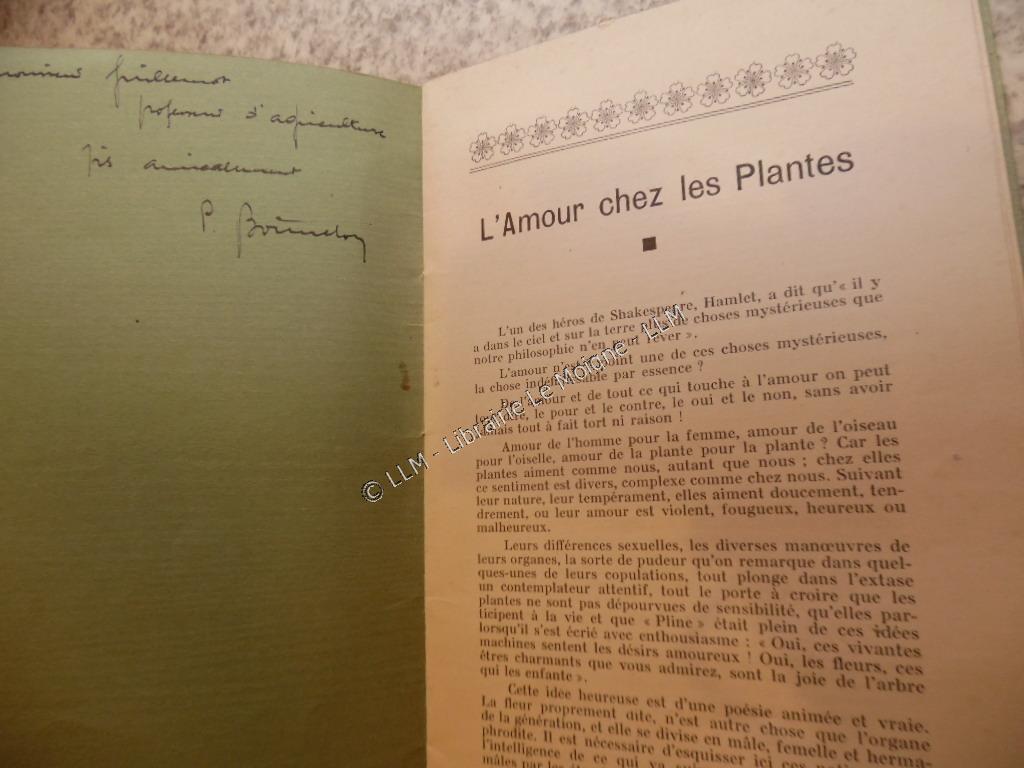 professeur d'agriculture
amicalement
P.
L'Amour chez les Plantes
L'un des héros de Shakespeare, Hamlet, a dit qu'« il y
a dans le ciel et sur la terre plus de choses mystérieuses que
notre philosophie n'en peut rêver ».
L'amour n'est-il point une de ces choses mystérieuses,
la chose indéfinissable par essence ?
De l'amour et de tout ce qui touche à l'amour on peut
tout dire, le pour et le contre, le oui et le non, sans avoir
jamais tout à fait tort ni raison !
Amour de l'homme pour la femme, amour de l'oiseau
pour l'oiselle, amour de la plante pour la plante ? Car les
plantes aiment comme nous, autant que nous ; chez elles
ce sentiment est divers, complexe comme chez nous. Suivant
leur nature, leur tempérament, elles aiment doucement, ten-
drement, ou leur amour est violent, fougueux, heureux ou
malheureux.
Leurs différences sexuelles, les diverses manœuvres de
leurs organes, la sorte de pudeur qu'on remarque dans quel-
ques-unes de leurs copulations, tout plonge dans l'extase
un contemplateur attentif, tout le porte à croire que les
plantes ne sont pas dépourvues de sensibilité, qu'elles par-
ticipent à la vie et que « Pline » était plein de ces idées
lorsqu'il s'est écrié avec enthousiasme : « Oui, ces vivantes
machines sentent les désirs amoureux ! Oui, les fleurs, ces
êtres charmants que vous admirez, sont la joie de l'arbre
qui les enfante ».
Cette idee heureuse est d'une poésie animée et vraie.
La fleur proprement dite, n'est autre chose que l'organe
de la génération, et elle se divise en mâle, femelle et herma-
phrodite. Il est nécessaire d'esquisser ici ces
l'intelligence de ce qui va
mâles par les
© LLM - Librairie Le Moigne - LLM